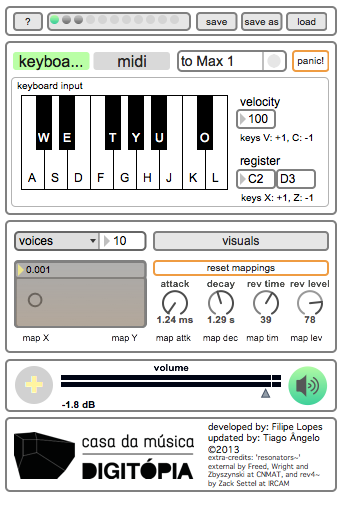 ? save save as load
keyboa... midi to Max 1 panic!
keyboard input
W E T Y U O
A S D F G H J K L
velocity
100
keys V: +1, C: -1
register
C2 D3
keys X: +1, Z: -1
voices 10 visuals
0.001
reset mappings
attack decay rev time rev level
1.24 ms 1.29 s 39 78
map X map Y map attk map dec map tim map lev
volume
-1.8 dB
casa da música
DIGITÓPIA
developed by: Filipe Lopes
updated by: Tiago Ângelo
©2013
extra-credits: 'resonators~'
external by Freed, Wright and
Zbyszynski at CNMAT, and rev4~
by Zack Settel at IRCAM